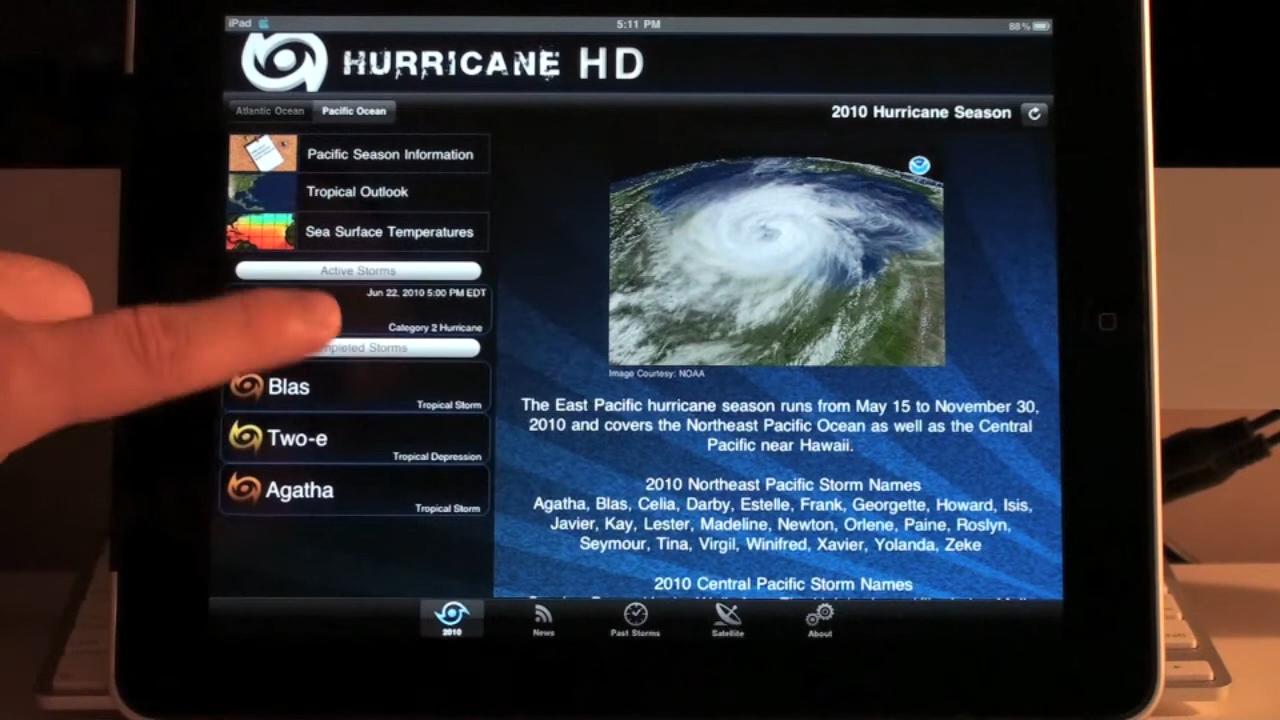 iPad
5:11 PM
88%
HURRICANE HD
Atlantic Ocean
Pacific Ocean
2010 Hurricane Season
Pacific Season Information
Tropical Outlook
Sea Surface Temperatures
Active Storms
Jun 22, 2010 5:00 PM EDT
Category 2 Hurricane
Storms
Blas
Tropical Storm
Two-e
Tropical Depression
Agatha
Tropical Storm
Image Courtesy: NOAA
The East Pacific hurricane season runs from May 15 to November 30,
2010 and covers the Northeast Pacific Ocean as well as the Central
Pacific near Hawaii.
2010 Northeast Pacific Storm Names
Agatha, Blas, Celia, Darby, Estelle, Frank, Georgette, Howard, Isis,
Javier, Kay, Lester, Madeline, Newton, Orlene, Paine, Roslyn,
Seymour, Tina, Virgil, Winifred, Xavier, Yolanda, Zeke
2010 Central Pacific Storm Names
2010
News
Past Storms
Satellite
About